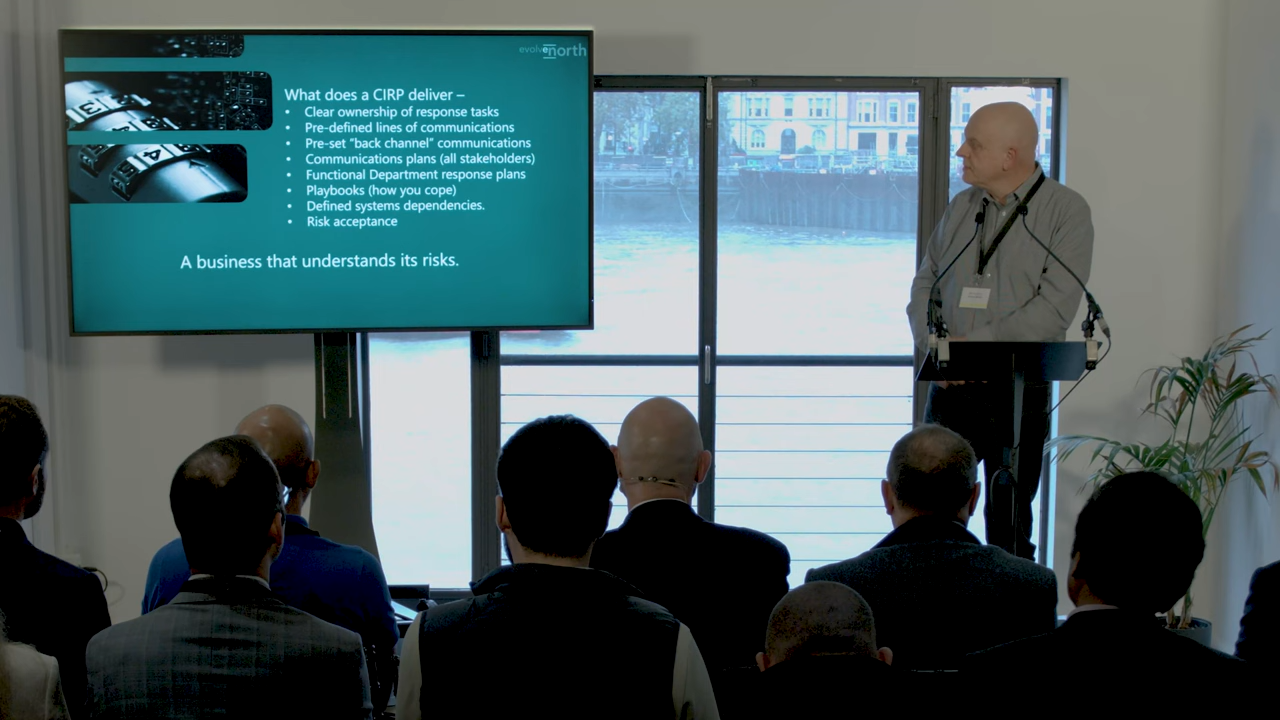 evolvenorth
What does a CIRP deliver –
• Clear ownership of response tasks
• Pre-defined lines of communications
• Pre-set "back channel" communications
• Communications plans (all stakeholders)
• Functional Department response plans
• Playbooks (how you cope)
• Defined systems dependencies.
• Risk acceptance
A business that understands its risks.